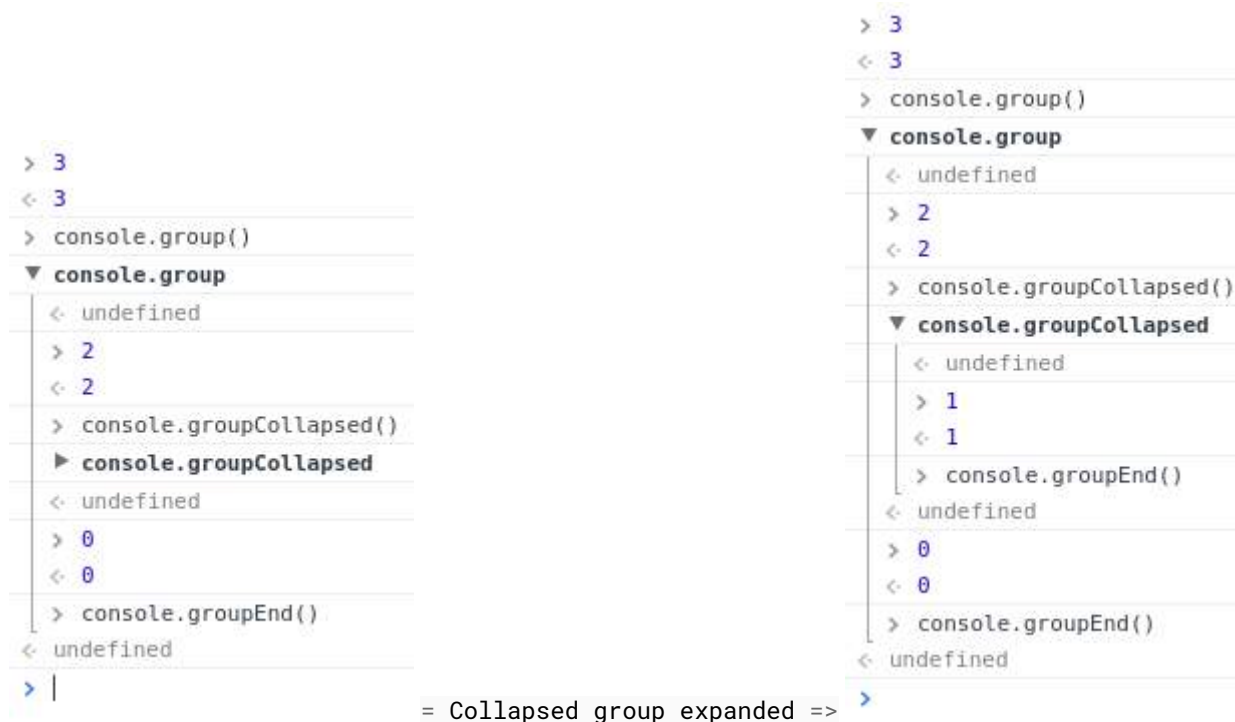 > 3
<· 3
> console.group()
▼ console.group
<· undefined
> 2
<· 2
> console.groupCollapsed()
▶ console.groupCollapsed
<· undefined
> 0
<· 0
> console.groupEnd()
<· undefined
>
= Collapsed group expanded =>
> 3
<· 3
> console.group()
▼ console.group
<· undefined
> 2
<· 2
> console.groupCollapsed()
▼ console.groupCollapsed
<· undefined
> 1
<· 1
> console.groupEnd()
<· undefined
> 0
<· 0
> console.groupEnd()
<· undefined
>